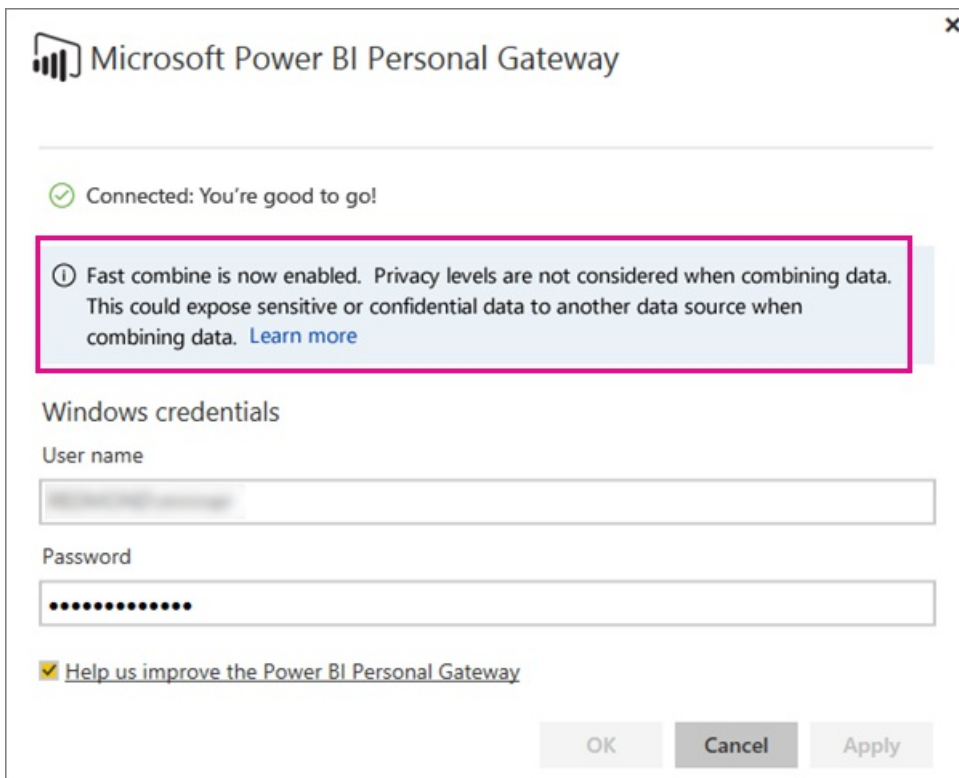 Microsoft Power BI Personal Gateway
Connected: You're good to go!
Fast combine is now enabled. Privacy levels are not considered when combining data.
This could expose sensitive or confidential data to another data source when
combining data. Learn more
Windows credentials
User name
Password
Help us improve the Power BI Personal Gateway
OK Cancel Apply